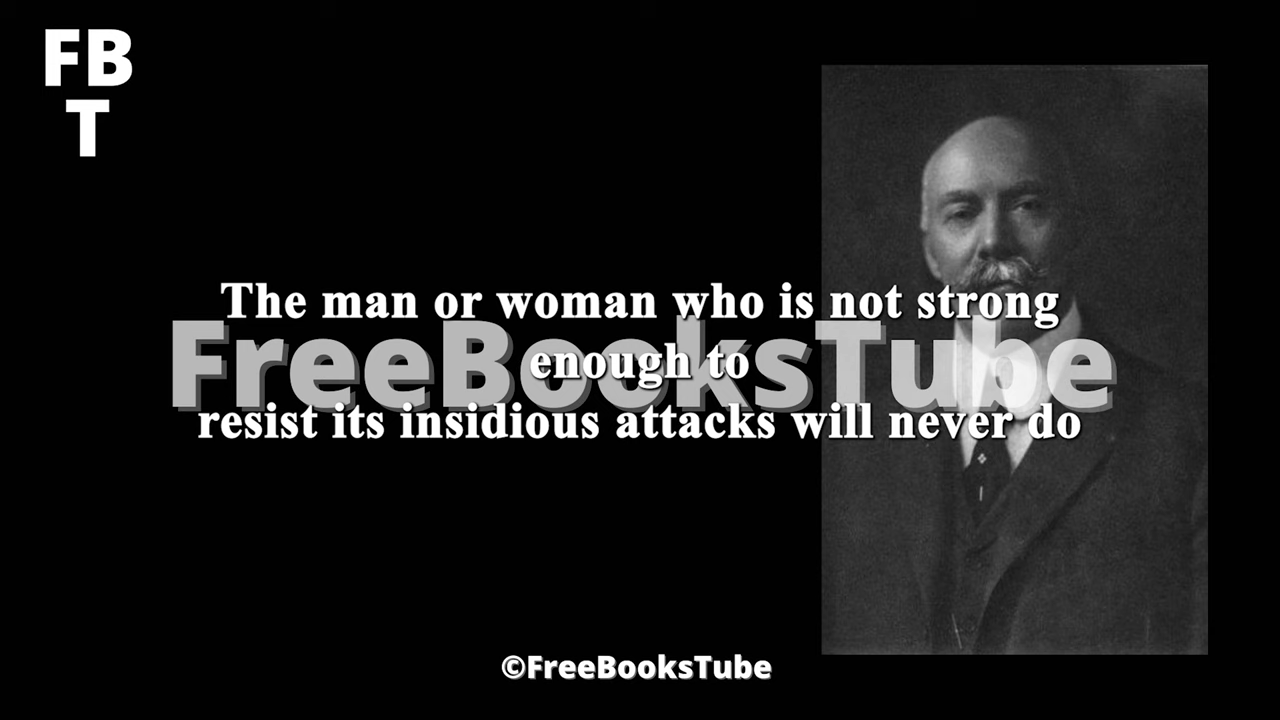 FB
T
The man or woman who is not strong
FreeBooksTube
enough to
resist its insidious attacks will never do
©FreeBooksTube